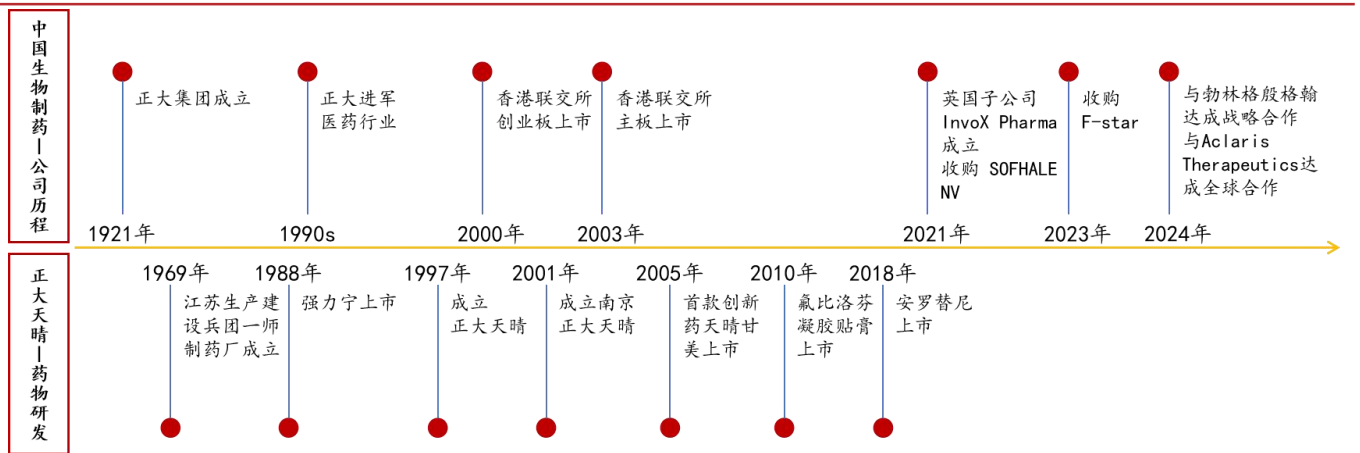 中国生物制药—公司历程
正大集团成立
正大进军
医药行业
香港联交所
创业板上市
香港联交所
主板上市
英国子公司
InvoX Pharma
成立
收购 SOFHALE
NV
收购
F-star
与勃林格殷格翰
达成战略合作
与Aclaris
Therapeutics达
成全球合作
1921年
1990s
2000年
2003年
2021年
2023年
2024年
正大天晴—药物研发
1969年
江苏生产建
设兵团一师
制药厂成立
1988年
强力宁上市
1997年
成立
正大天晴
2001年
成立南京
正大天晴
2005年
首款创新
药天晴甘
美上市
2010年
氟比洛芬
凝胶贴膏
上市
2018年
安罗替尼
上市